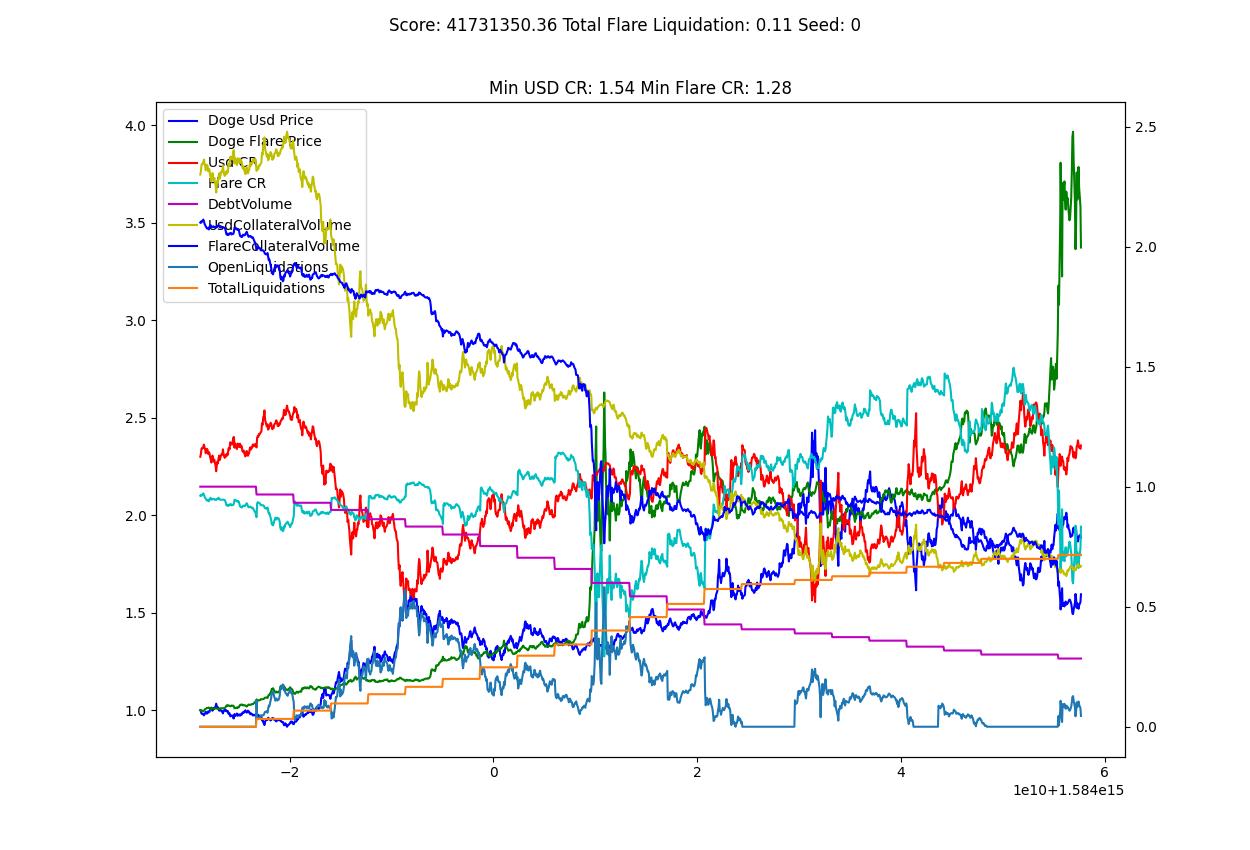 Score: 41731350.36 Total Flare Liquidation: 0.11 Seed: 0
Min USD CR: 1.54 Min Flare CR: 1.28
Doge Usd Price
Doge Flare Price
Usd CR
Flare CR
DebtVolume
UsdCollateralVolume
FlareCollateralVolume
OpenLiquidations
TotalLiquidations
4.0
3.5
3.0
2.5
2.0
1.5
1.0
2.5
2.0
1.5
1.0
0.5
0.0
−2
0
2
4
6
1e10+1.584e15